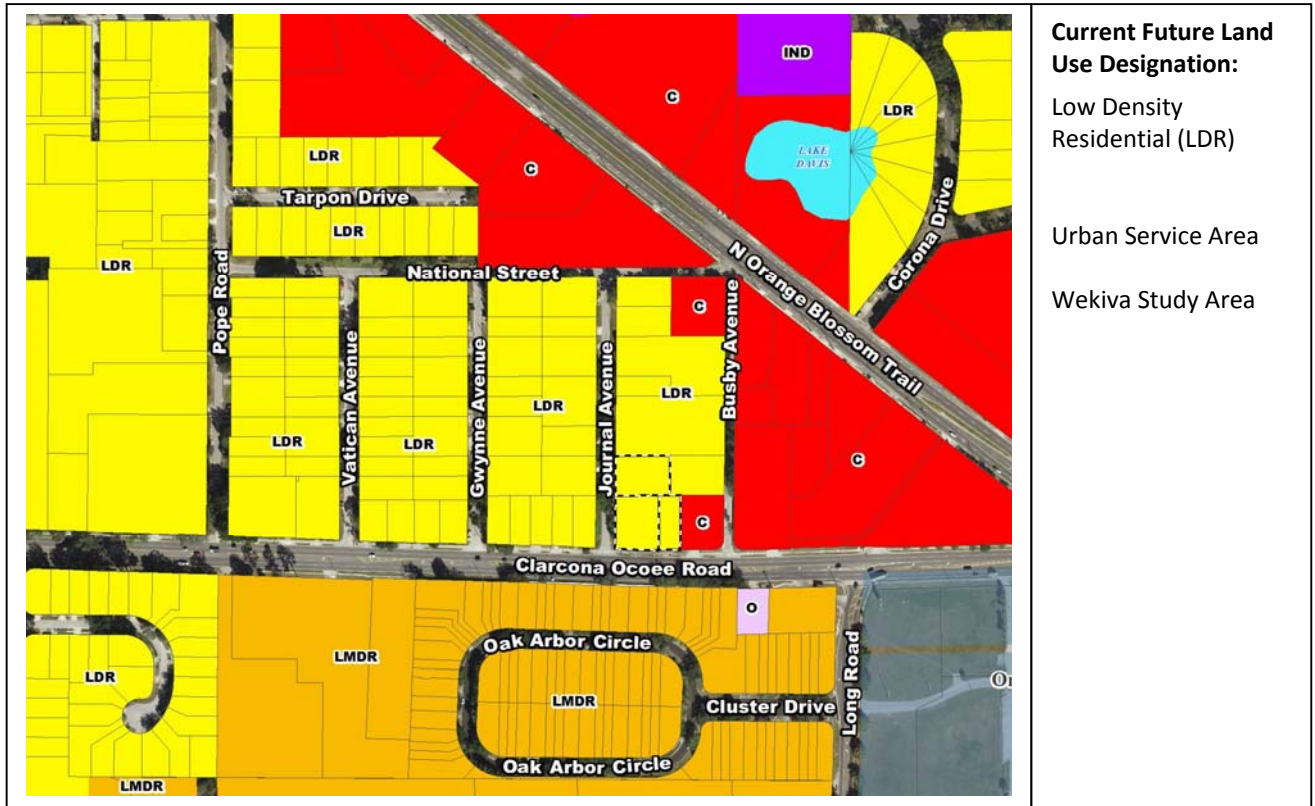 IND
C
LDR
LAKE
DAVIS
LDR
C
Tarpon Drive
LDR
LDR
Corona Drive
National Street
Pope Road
N Orange Blossom Trail
C
Vatican Avenue
Gwynne Avenue
Journal Avenue
Busby Avenue
LDR
LDR
LDR
LDR
C
C
Clarcona Ocoee Road
O
Oak Arbor Circle
LMDR
LDR
LMDR
Cluster Drive
Long Road
Oak Arbor Circle
LMDR
Current Future Land
Use Designation:
Low Density
Residential (LDR)
Urban Service Area
Wekiva Study Area